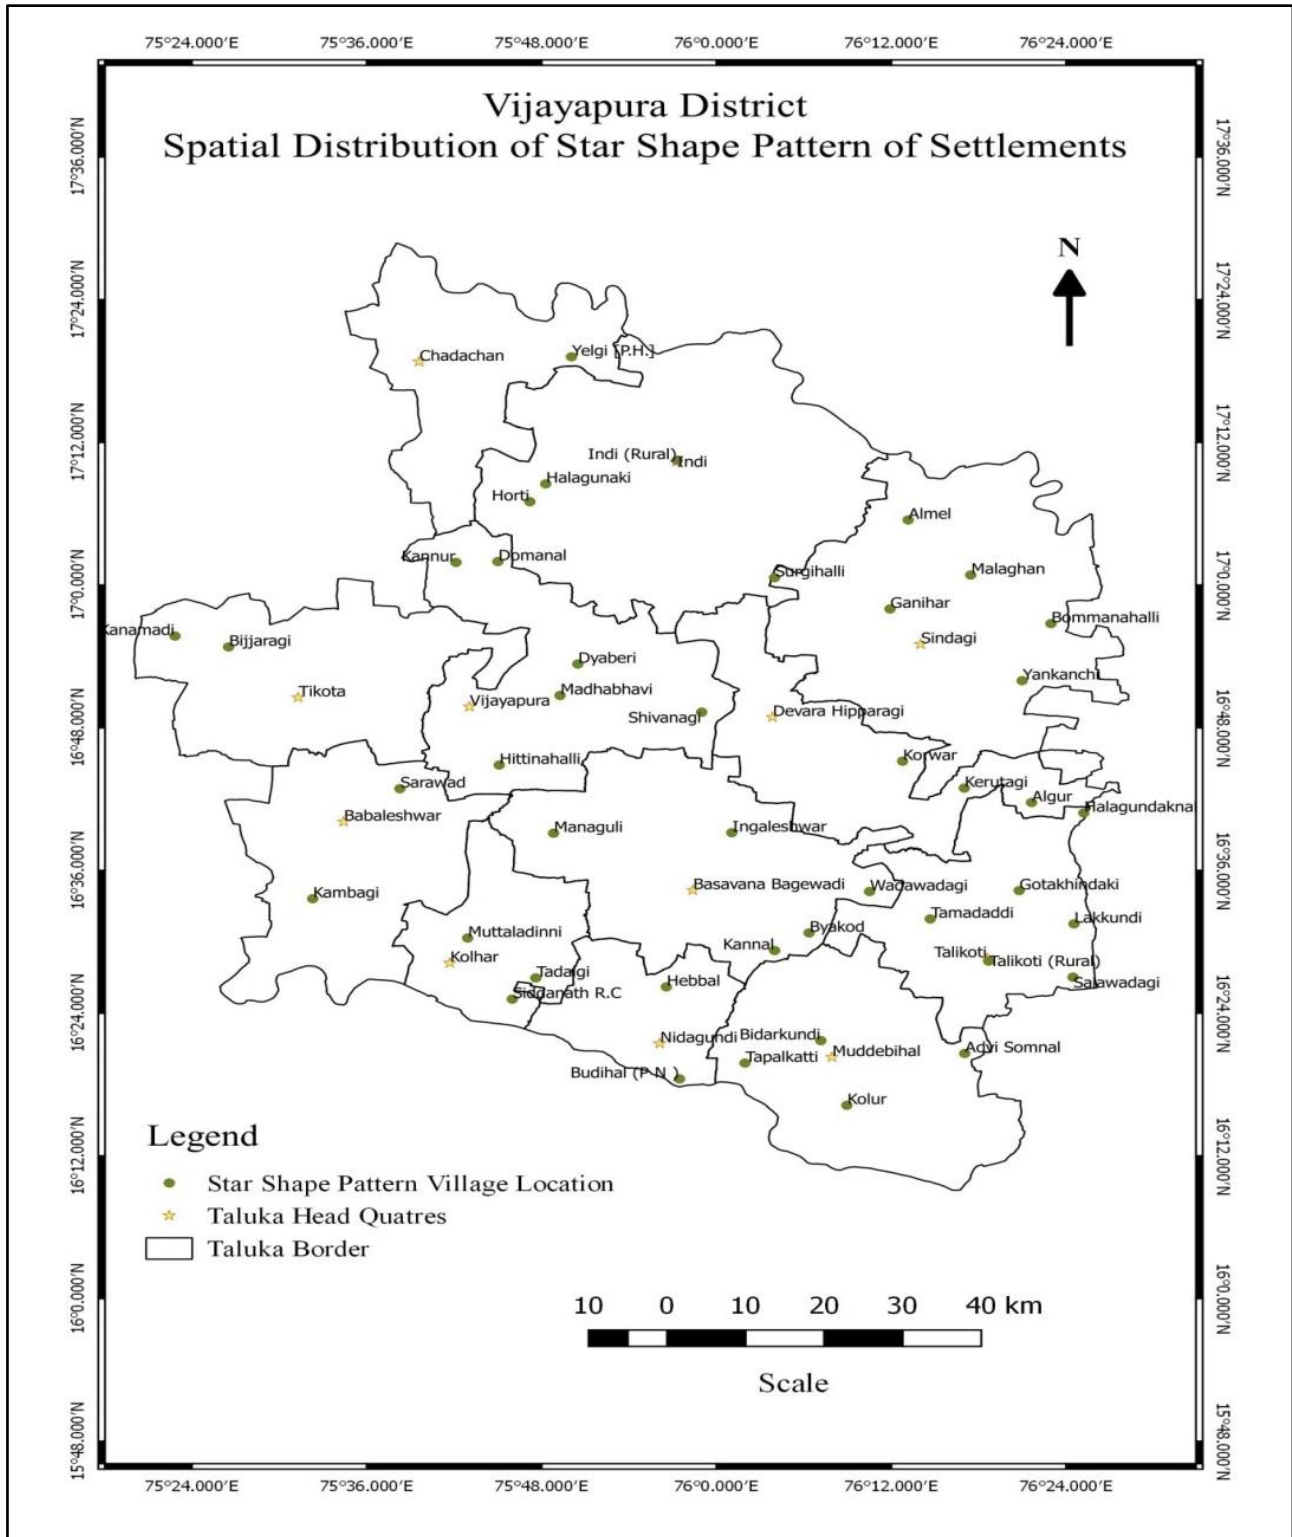 75°24.000'E 75°36.000'E 75°48.000'E 76°0.000'E 76°12.000'E 76°24.000'E
Vijayapura District
Spatial Distribution of Star Shape Pattern of Settlements
N
17°36.000'N 17°36.000'N
17°24.000'N 17°24.000'N
17°12.000'N 17°12.000'N
17°0.000'N 17°0.000'N
16°48.000'N 16°48.000'N
16°36.000'N 16°36.000'N
16°24.000'N 16°24.000'N
16°12.000'N 16°12.000'N
16°0.000'N 16°0.000'N
15°48.000'N 15°48.000'N
Yelgi [P.H.]
Chadachan
Indi (Rural)
Indi
Halagunaki
Horti
Almel
Kannur
Domanal
Surgihalli
Malaghan
Ganihar
Bommanahalli
Kanamadi
Bijjaragi
Sindagi
Dyaberi
Yankanchi
Tikota
Madhabhavi
Vijayapura
Shivanagi
Devara Hipparagi
Hittinahalli
Korwar
Sarawad
Kerutagi
Algur
Halagundakna
Babaleshwar
Managuli
Ingaleshwar
Basavana Bagewadi
Wadawadagi
Gotakhindaki
Kambagi
Tamadaddi
Lakkundi
Byakod
Muttaladinni
Kannal
Talikoti
Kolhar
Talikoti (Rural)
Tadalgi
Hebbal
Salawadagi
Siddanath R.C
Nidagundi
Bidarkundi
Advi Somnal
Muddebihal
Tapalkatti
Budihal (P N )
Kolur
Legend
Star Shape Pattern Village Location
Taluka Head Quatres
Taluka Border
10 0 10 20 30 40 km
Scale
75°24.000'E 75°36.000'E 75°48.000'E 76°0.000'E 76°12.000'E 76°24.000'E